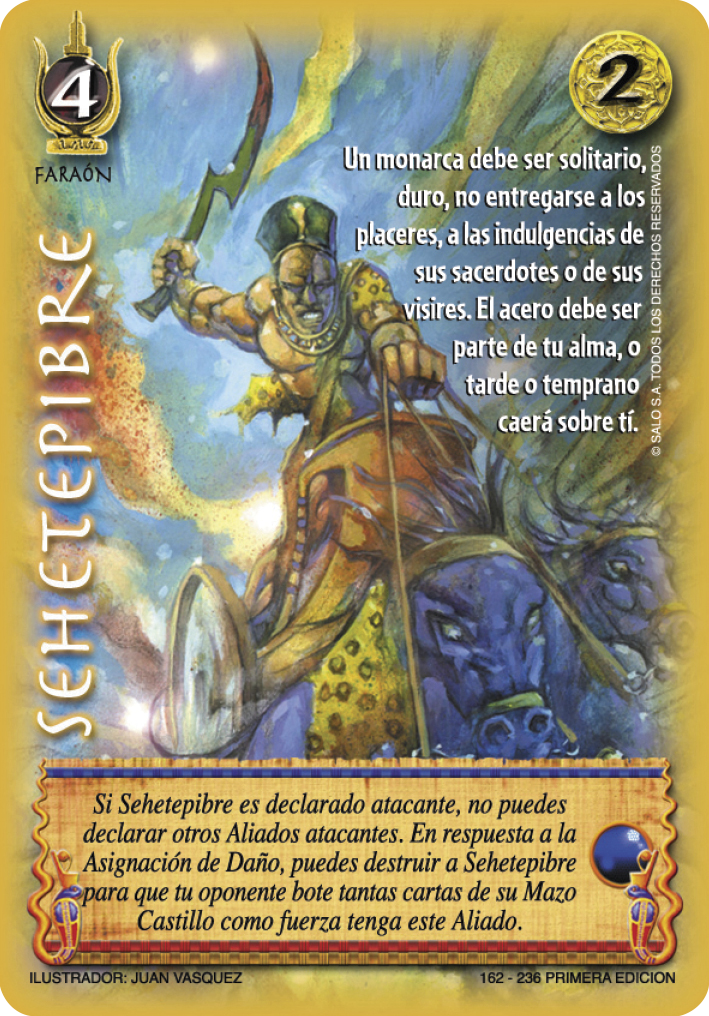 4
FARAÓN
2
Un monarca debe ser solitario,
duro, no entregarse a los
placeres, a las indulgencias de
sus sacerdotes o de sus
visires. El acero debe ser
parte de tu alma, o
tarde o temprano
caerá sobre tí.
© SALO S.A. TODOS LOS DERECHOS RESERVADOS
SEHETEPIBRE
Si Sehetepibre es declarado atacante, no puedes
declarar otros Aliados atacantes. En respuesta a la
Asignación de Daño, puedes destruir a Sehetepibre
para que tu oponente bote tantas cartas de su Mazo
Castillo como fuerza tenga este Aliado.
ILUSTRADOR: JUAN VASQUEZ
162 - 236 PRIMERA EDICION